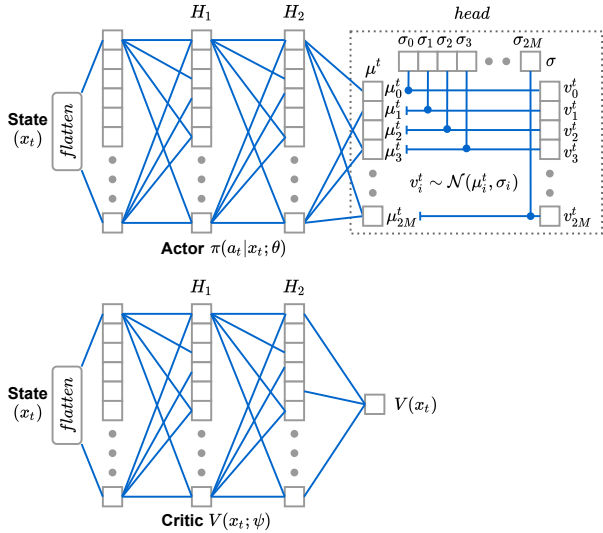 H₁ H₂ head
σ₀ σ₁ σ₂ σ₃ σ₂M σ
μᵗ
State
(xₜ)
flatten
μ₀ᵗ v₀ᵗ
μ₁ᵗ v₁ᵗ
μ₂ᵗ v₂ᵗ
μ₃ᵗ v₃ᵗ
vᵢᵗ ∼ 𝒩(μᵢᵗ, σᵢ)
μ₂Mᵗ v₂Mᵗ
Actor π(aₜ|xₜ; θ)
H₁ H₂
State
(xₜ)
flatten
V(xₜ)
Critic V(xₜ; ψ)